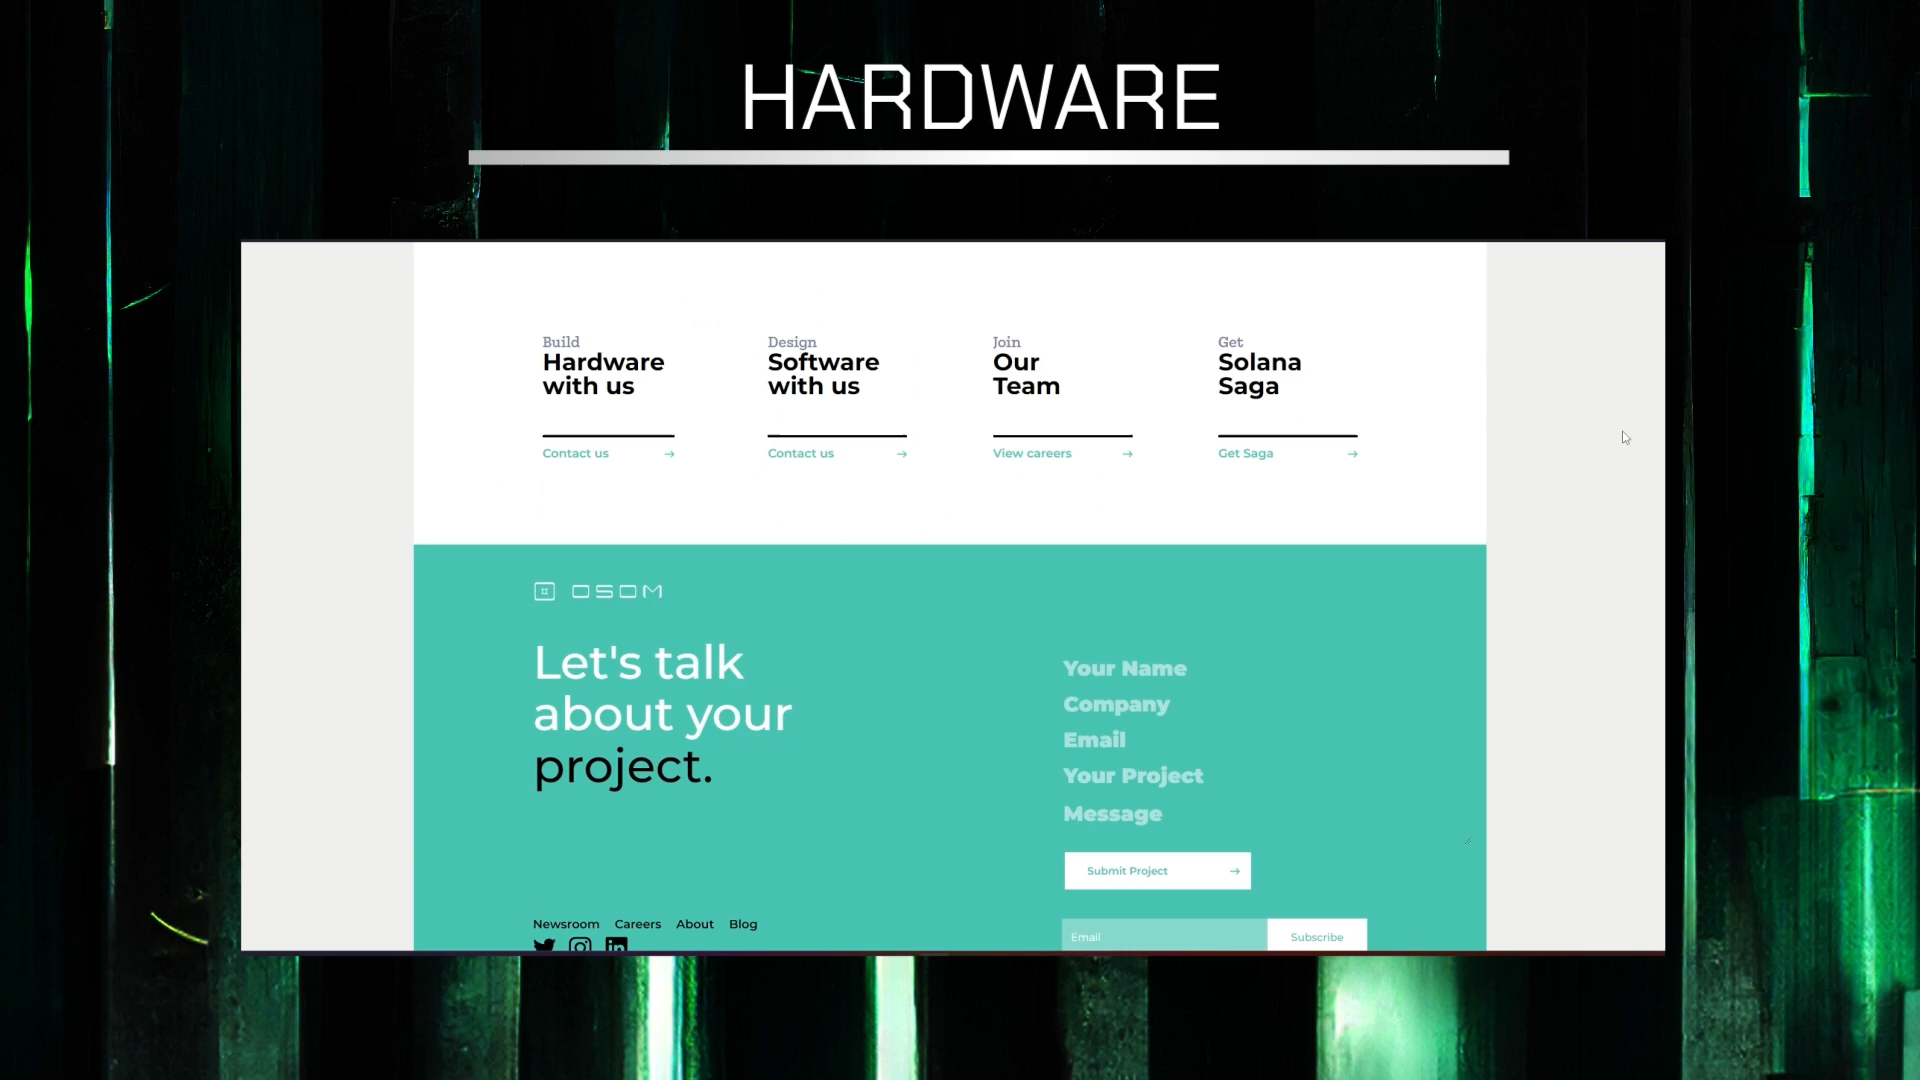 HARDWARE
Build
Hardware
with us
Contact us
Design
Software
with us
Contact us
Join
Our
Team
View careers
Get
Solana
Saga
Get Saga
OSOM
Let's talk
about your
project.
Your Name
Company
Email
Your Project
Message
Submit Project
Newsroom Careers About Blog
Email
Subscribe